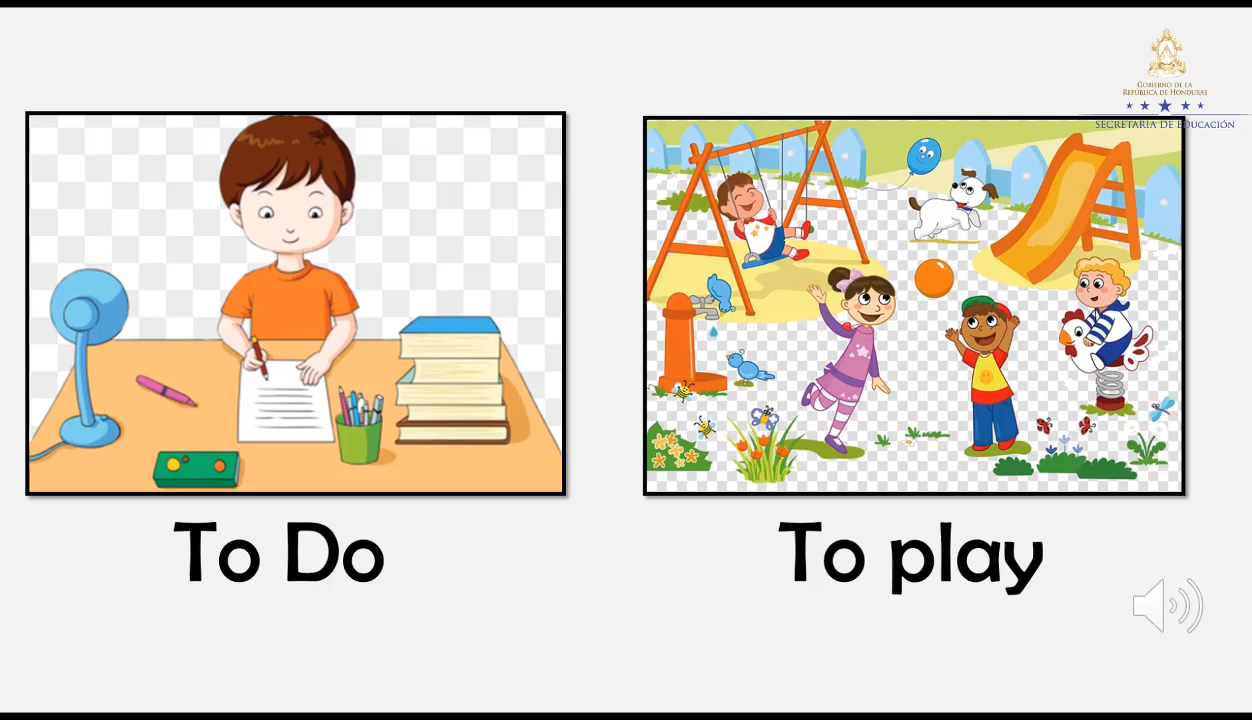 GOBIERNO DE LA
REPÚBLICA DE HONDURAS
SECRETARÍA DE EDUCACIÓN
To Do
To play